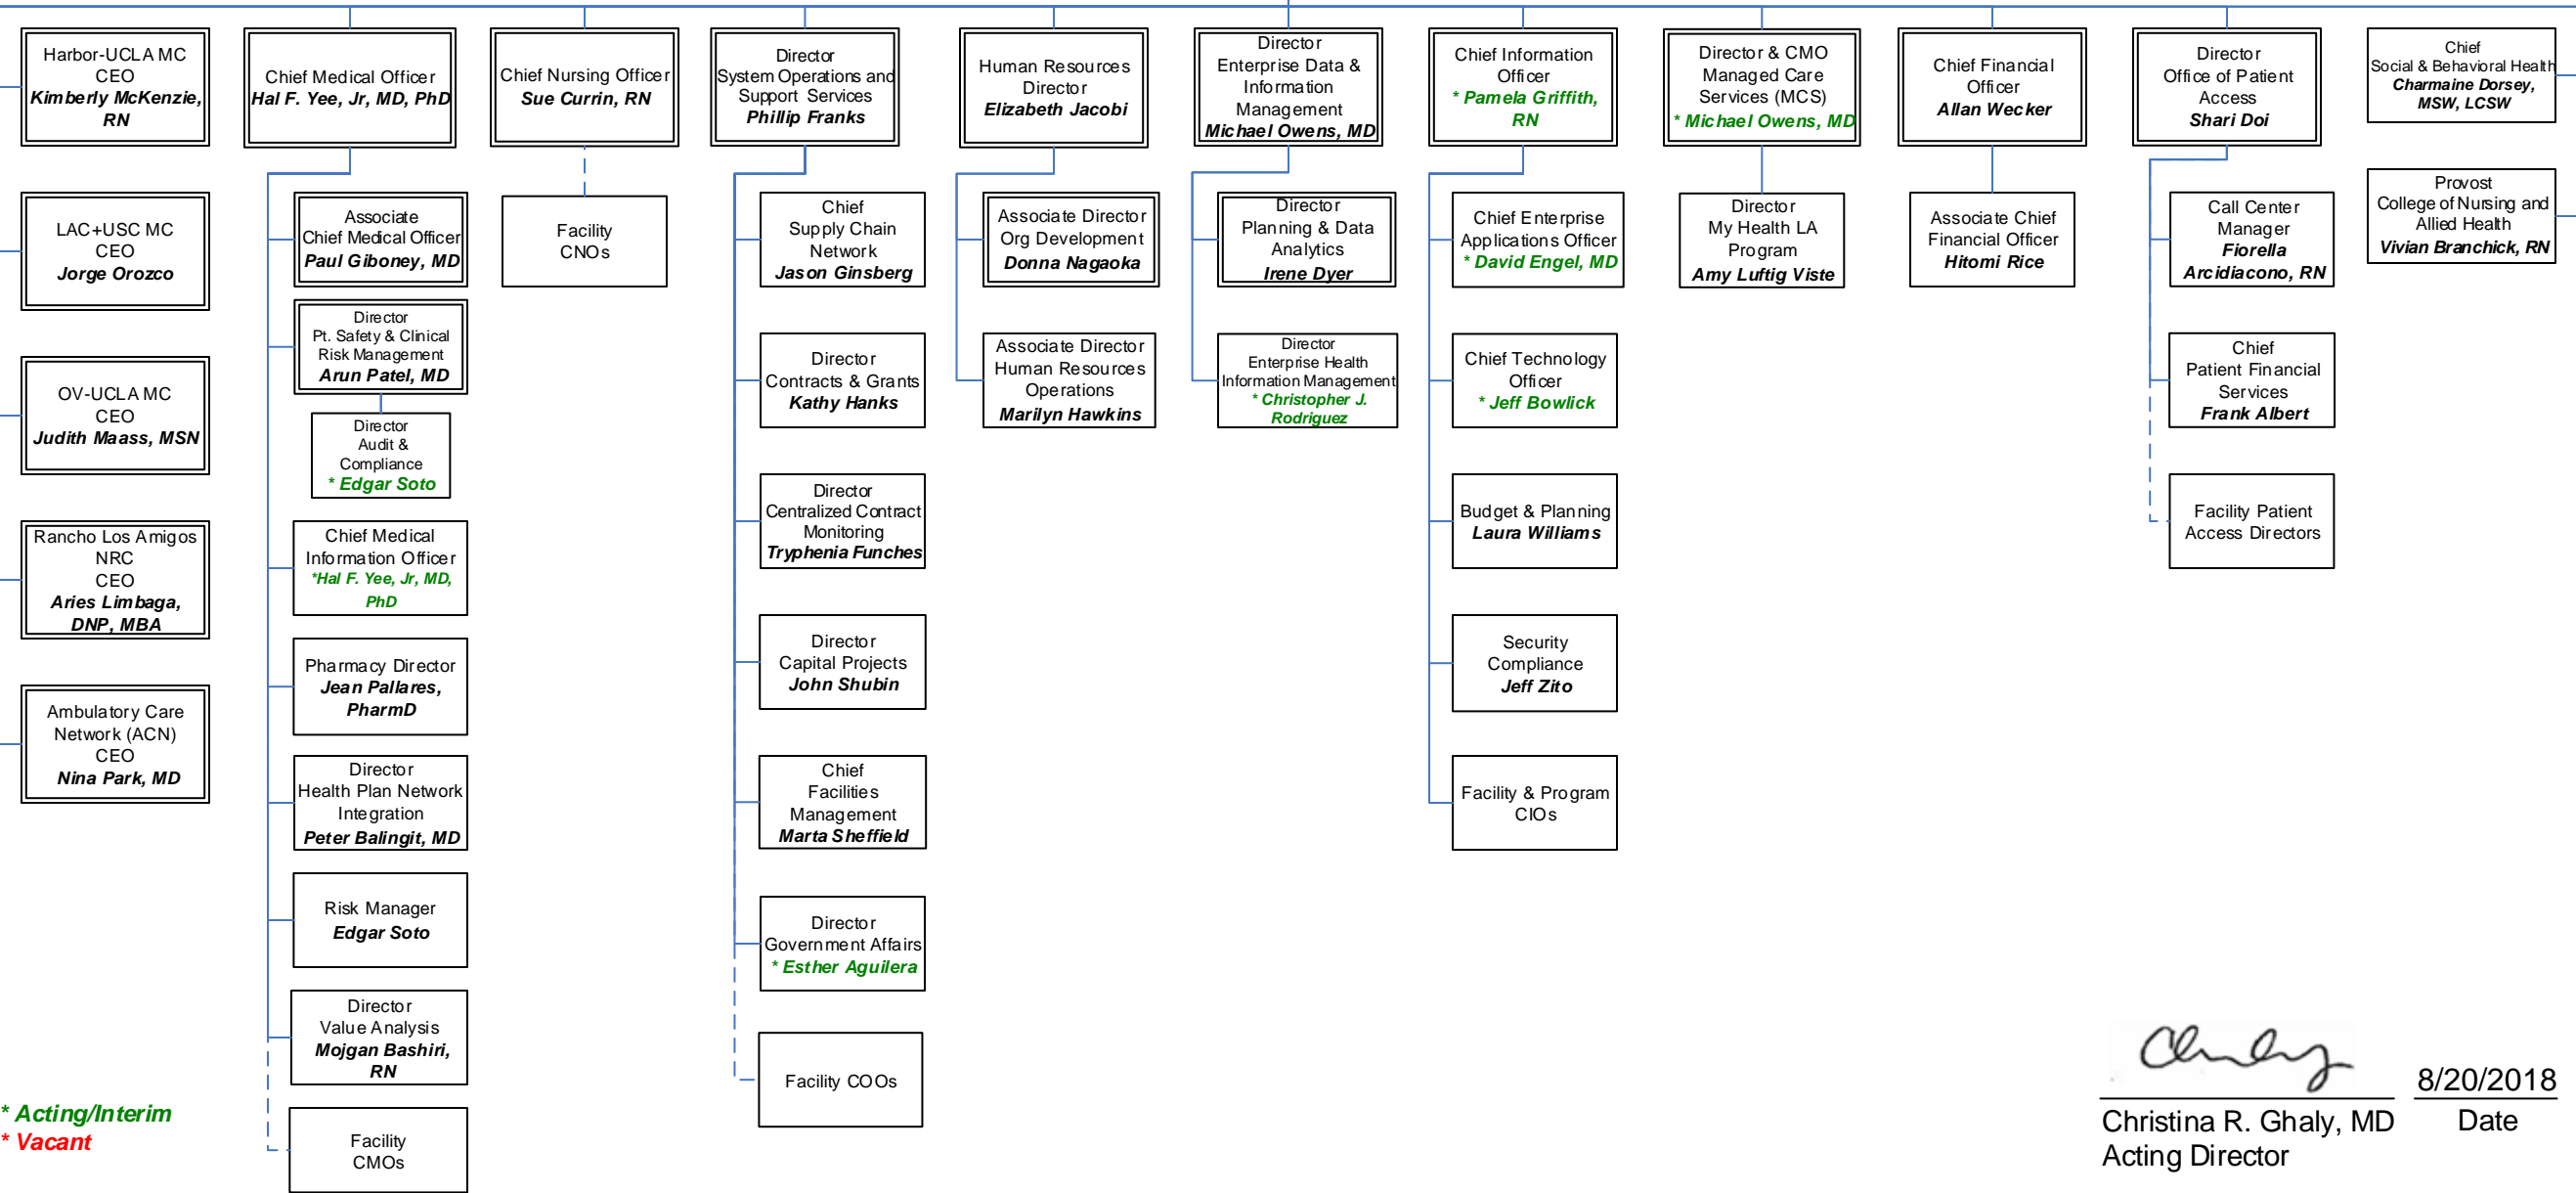 Harbor-UCLA MC
CEO
Kimberly McKenzie,
RN
LAC+USC MC
CEO
Jorge Orozco
OV-UCLA MC
CEO
Judith Maass, MSN
Rancho Los Amigos
NRC
CEO
Aries Limbaga,
DNP, MBA
Ambulatory Care
Network (ACN)
CEO
Nina Park, MD
Chief Medical Officer
Hal F. Yee, Jr, MD, PhD
Associate
Chief Medical Officer
Paul Giboney, MD
Director
Pt. Safety & Clinical
Risk Management
Arun Patel, MD
Director
Audit &
Compliance
* Edgar Soto
Chief Medical
Information Officer
*Hal F. Yee, Jr, MD,
PhD
Pharmacy Director
Jean Pallares,
PharmD
Director
Health Plan Network
Integration
Peter Balingit, MD
Risk Manager
Edgar Soto
Director
Value Analysis
Mojgan Bashiri,
RN
Facility
CMOs
Chief Nursing Officer
Sue Currin, RN
Facility
CNOs
Director
System Operations and
Support Services
Phillip Franks
Chief
Supply Chain
Network
Jason Ginsberg
Director
Contracts & Grants
Kathy Hanks
Director
Centralized Contract
Monitoring
Tryphenia Funches
Director
Capital Projects
John Shubin
Chief
Facilities
Management
Marta Sheffield
Director
Government Affairs
* Esther Aguilera
Facility COOs
Human Resources
Director
Elizabeth Jacobi
Associate Director
Org Development
Donna Nagaoka
Associate Director
Human Resources
Operations
Marilyn Hawkins
Director
Enterprise Data &
Information
Management
Michael Owens, MD
Director
Planning & Data
Analytics
Irene Dyer
Director
Enterprise Health
Information Management
* Christopher J.
Rodriguez
Chief Information
Officer
* Pamela Griffith,
RN
Chief Enterprise
Applications Officer
* David Engel, MD
Chief Technology
Officer
* Jeff Bowlick
Budget & Planning
Laura Williams
Security
Compliance
Jeff Zito
Facility & Program
CIOs
Director & CMO
Managed Care
Services (MCS)
* Michael Owens, MD
Director
My Health LA
Program
Amy Luftig Viste
Chief Financial
Officer
Allan Wecker
Associate Chief
Financial Officer
Hitomi Rice
Director
Office of Patient
Access
Shari Doi
Call Center
Manager
Fiorella
Arcidiacono, RN
Chief
Patient Financial
Services
Frank Albert
Facility Patient
Access Directors
Chief
Social & Behavioral Health
Charmaine Dorsey,
MSW, LCSW
Provost
College of Nursing and
Allied Health
Vivian Branchick, RN
* Acting/Interim
* Vacant
8/20/2018
Christina R. Ghaly, MD
Date
Acting Director